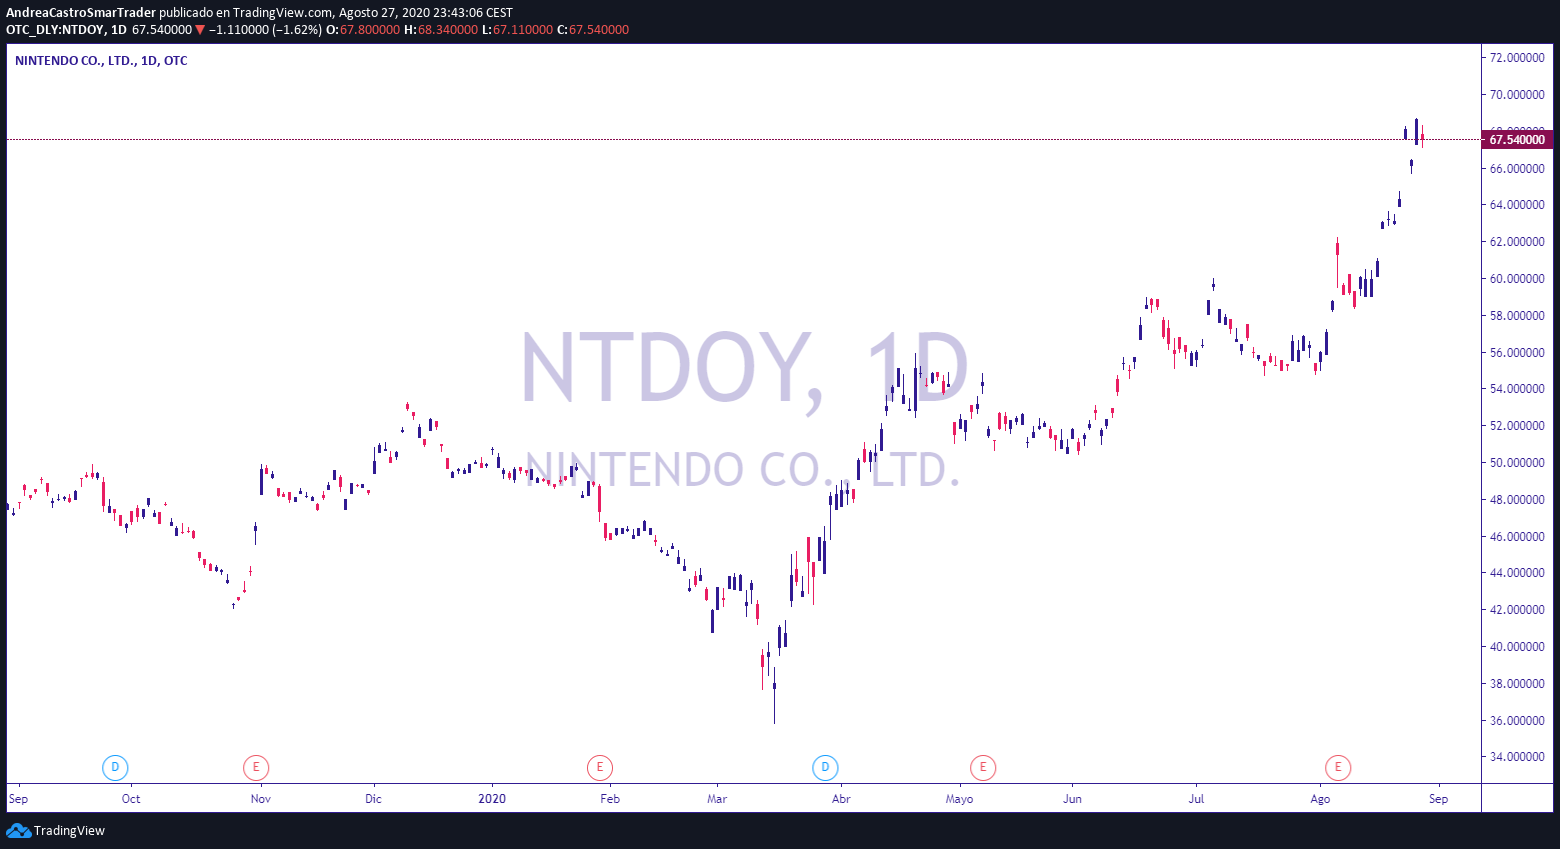 AndreaCastroSmarTrader publicado en TradingView.com, Agosto 27, 2020 23:43:06 CEST
OTC_DLY:NTDOY, 1D 67.540000 ▼ −1.110000 (−1.62%) O:67.800000 H:68.340000 L:67.110000 C:67.540000
NINTENDO CO., LTD., 1D, OTC
72.000000
70.000000
67.540000
66.000000
64.000000
62.000000
60.000000
58.000000
56.000000
54.000000
52.000000
50.000000
48.000000
46.000000
44.000000
42.000000
40.000000
38.000000
36.000000
34.000000
NTDOY, 1D
NINTENDO CO., LTD.
D E E D E E
Sep Oct Nov Dic 2020 Feb Mar Abr Mayo Jun Jul Ago Sep
TradingView